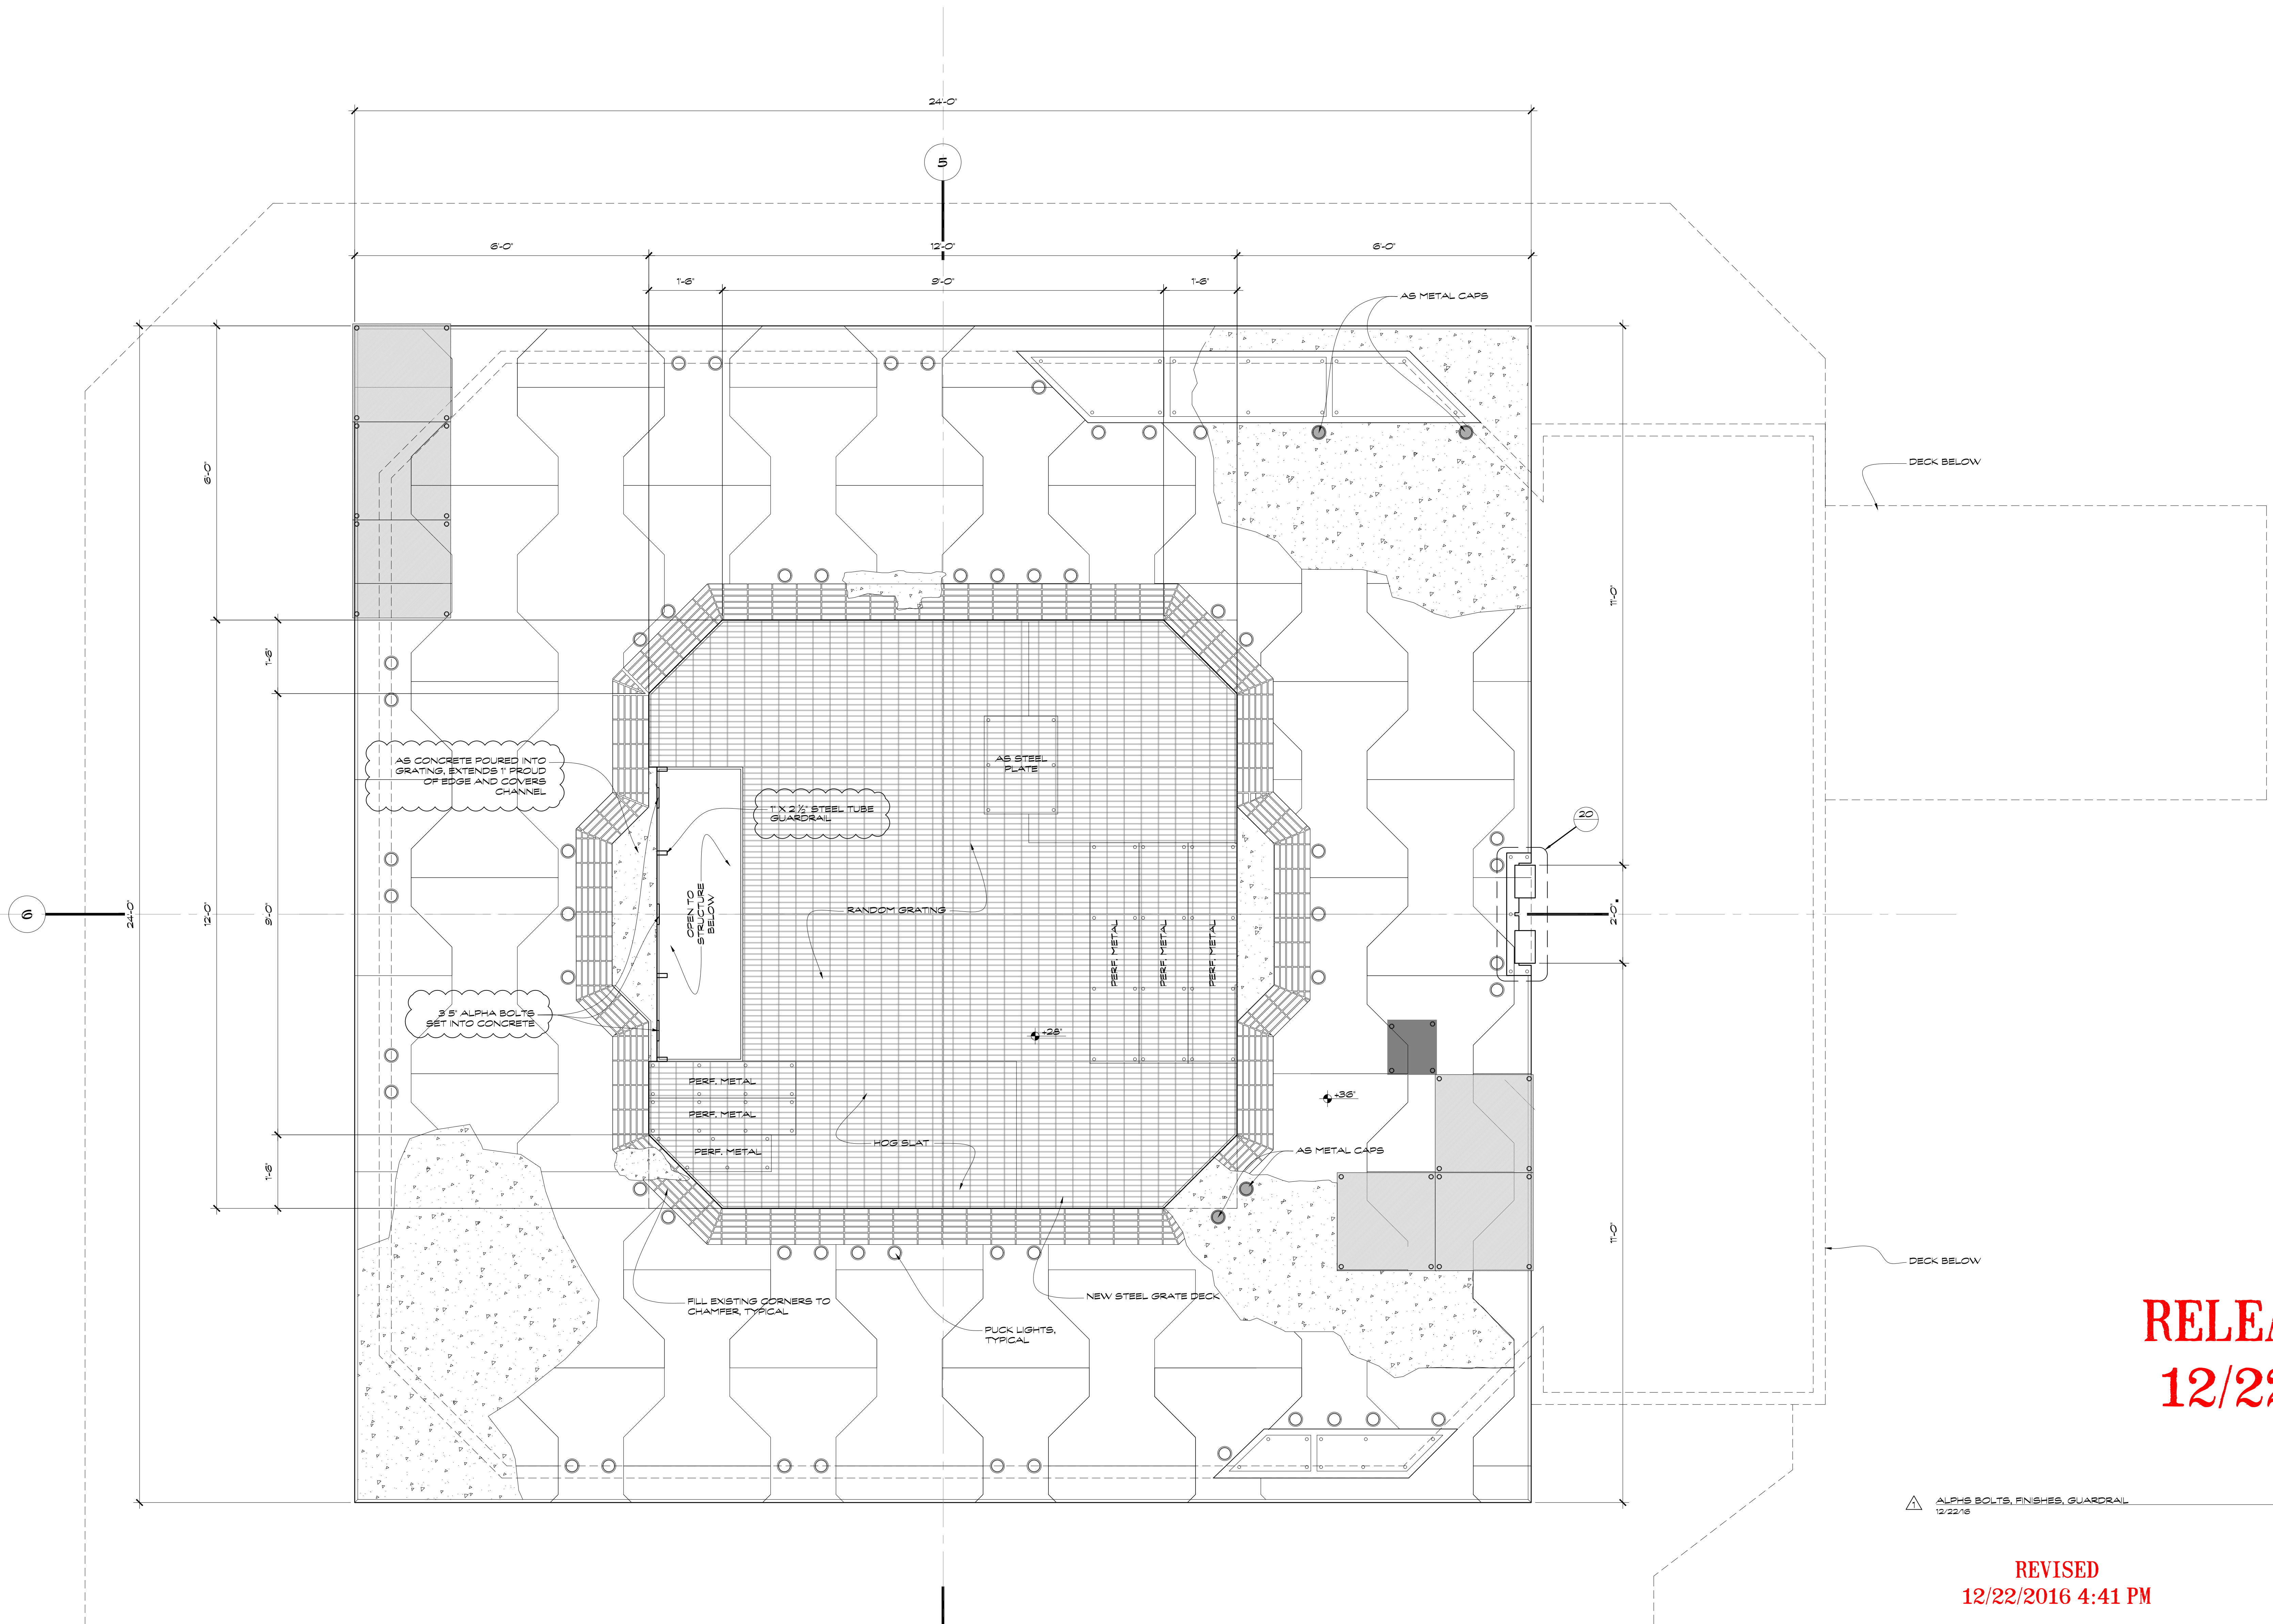 24'-0"
5
6'-0"
12'-0"
6'-0"
1'-6"
9'-0"
1'-6"
AS METAL CAPS
6'-0"
DECK BELOW
11'-0"
1'-6"
AS CONCRETE POURED INTO
GRATING, EXTENDS 1" PROUD
OF EDGE AND COVERS
CHANNEL
AS STEEL
PLATE
1" X 2 1/2" STEEL TUBE
GUARDRAIL
20
6
24'-0"
12'-0"
9'-0"
OPEN TO
STRUCTURE
BELOW
RANDOM GRATING
PERF. METAL
PERF. METAL
PERF. METAL
2'-0"
3 5" ALPHA BOLTS
SET INTO CONCRETE
+28"
PERF. METAL
PERF. METAL
PERF. METAL
HOG SLAT
+36"
AS METAL CAPS
1'-6"
11'-0"
DECK BELOW
FILL EXISTING CORNERS TO
CHAMFER, TYPICAL
NEW STEEL GRATE DECK
PUCK LIGHTS,
TYPICAL
RELEA
12/22
1
ALPHS BOLTS, FINISHES, GUARDRAIL
12/22/16
REVISED
12/22/2016 4:41 PM